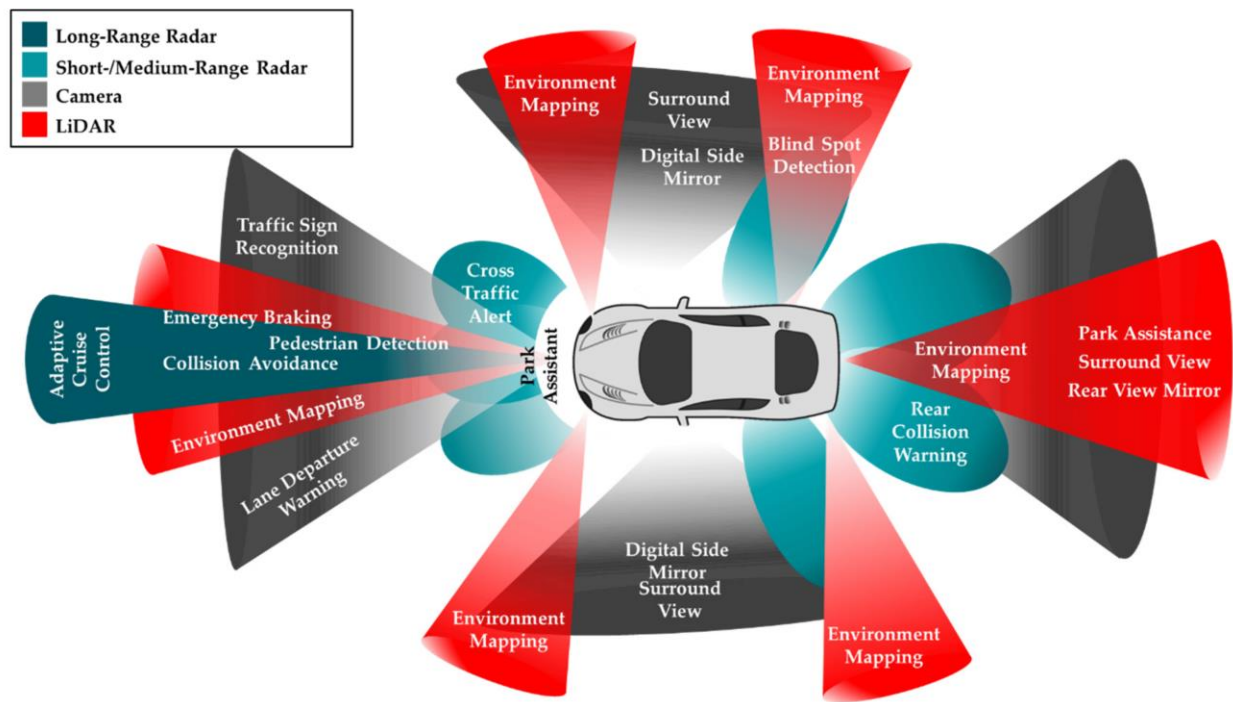 Long-Range Radar
Short-/Medium-Range Radar
Camera
LiDAR
Environment
Mapping
Surround
View
Digital Side
Mirror
Environment
Mapping
Blind Spot
Detection
Traffic Sign
Recognition
Cross
Traffic
Alert
Adaptive
Cruise
Control
Emergency Braking
Pedestrian Detection
Collision Avoidance
Environment Mapping
Lane Departure
Warning
Park
Assistant
Environment
Mapping
Park Assistance
Surround View
Rear View Mirror
Rear
Collision
Warning
Digital Side
Mirror
Surround
View
Environment
Mapping
Environment
Mapping